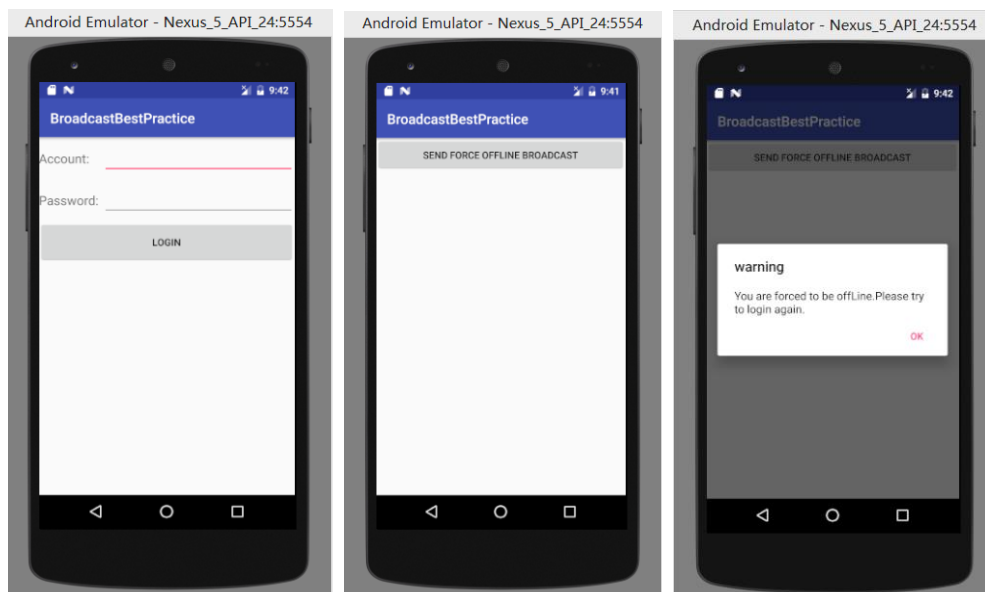 Android Emulator - Nexus_5_API_24:5554
9:42
BroadcastBestPractice
Account:
Password:
LOGIN
Android Emulator - Nexus_5_API_24:5554
9:41
BroadcastBestPractice
SEND FORCE OFFLINE BROADCAST
Android Emulator - Nexus_5_API_24:5554
9:42
BroadcastBestPractice
SEND FORCE OFFLINE BROADCAST
warning
You are forced to be offLine.Please try
to login again.
OK